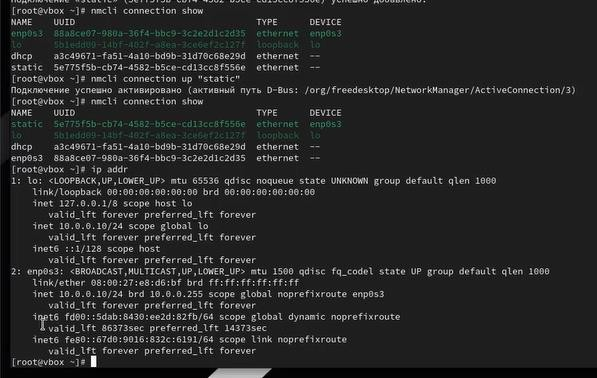 [root@vbox ~]# nmcli connection show
NAME UUID TYPE DEVICE
enp0s3 88a8ce07-980a-36f4-bbc9-3c2e2d1c2d35 ethernet enp0s3
lo 5b1edd09-14bf-402f-a8ea-3ce6ef2c127f loopback lo
dhcp a3c49671-fa51-4a10-bd9b-31d70c68e29d ethernet --
static 5e775f5b-cb74-4582-b5ce-cd13cc8f556e ethernet --
[root@vbox ~]# nmcli connection up "static"
Подключение успешно активировано (активный путь D-Bus: /org/freedesktop/NetworkManager/ActiveConnection/3)
[root@vbox ~]# nmcli connection show
NAME UUID TYPE DEVICE
static 5e775f5b-cb74-4582-b5ce-cd13cc8f556e ethernet enp0s3
lo 5b1edd09-14bf-402f-a8ea-3ce6ef2c127f loopback lo
dhcp a3c49671-fa51-4a10-bd9b-31d70c68e29d ethernet --
enp0s3 88a8ce07-980a-36f4-bbc9-3c2e2d1c2d35 ethernet --
[root@vbox ~]# ip addr
1: lo: <LOOPBACK,UP,LOWER_UP> mtu 65536 qdisc noqueue state UNKNOWN group default qlen 1000
link/loopback 00:00:00:00:00:00 brd 00:00:00:00:00:00
inet 127.0.0.1/8 scope host lo
valid_lft forever preferred_lft forever
inet 10.0.0.10/24 scope global lo
valid_lft forever preferred_lft forever
inet6 ::1/128 scope host
valid_lft forever preferred_lft forever
2: enp0s3: <BROADCAST,MULTICAST,UP,LOWER_UP> mtu 1500 qdisc fq_codel state UP group default qlen 1000
link/ether 08:00:27:e8:d6:bf brd ff:ff:ff:ff:ff:ff
inet 10.0.0.10/24 brd 10.0.0.255 scope global noprefixroute enp0s3
valid_lft forever preferred_lft forever
inet6 fd00::5dab:8430:ee2d:82fb/64 scope global dynamic noprefixroute
valid_lft 86373sec preferred_lft 14373sec
inet6 fe80::67d0:9016:832c:6191/64 scope link noprefixroute
valid_lft forever preferred_lft forever
[root@vbox ~]#